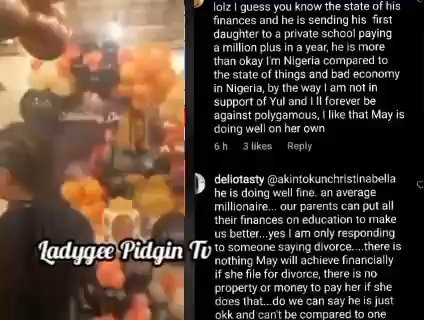 lolz I guess you know the state of his
finances and he is sending his first
daughter to a private school paying
a million plus in a year, he is more
than okay I'm Nigeria compared to
the state of things and bad economy
in Nigeria, by the way I am not in
support of Yul and I ll forever be
against polygamous, I like that May is
doing well on her own
6 h 3 likes Reply
deliotasty @akintokunchristinabella
he is doing well fine. an average
millionaire... our parents can put all
their finances on education to make
us better...yes I am only responding
to someone saying divorce....there is
nothing May will achieve financially
if she file for divorce, there is no
property or money to pay her if she
does that...do we can say he is just
okk and can't be compared to one
Ladygee Pidgin Tv